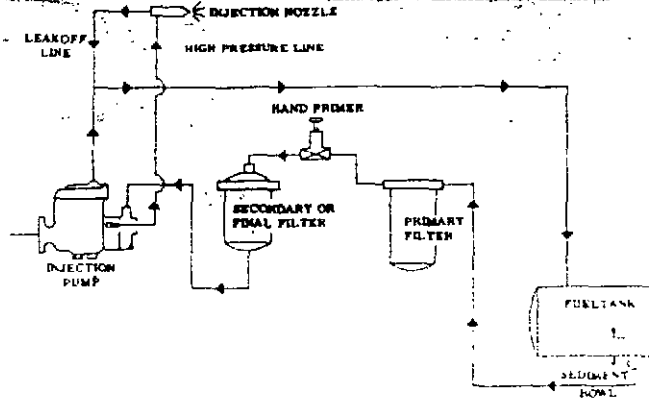 INJECTION NOZZLE
LEAKOFF
LINE
HIGH PRESSURE LINE
HAND PRIMER
SECONDARY OR
FINAL FILTER
PRIMARY
FILTER
INJECTION
PUMP
FUEL TANK
SEDIMENT
BOWL